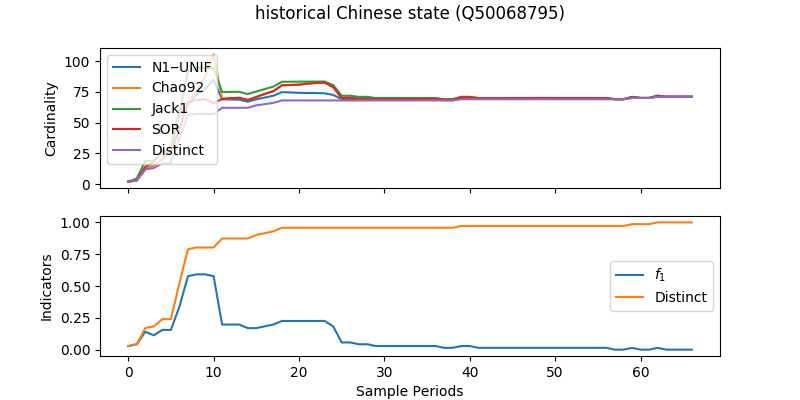 historical Chinese state (Q50068795)
100
75
50
25
0
Cardinality
N1−UNIF
Chao92
Jack1
SOR
Distinct
1.00
0.75
0.50
0.25
0.00
Indicators
f₁
Distinct
0 10 20 30 40 50 60
Sample Periods